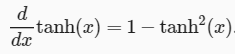 d/dx tanh(x) = 1 − tanh²(x).